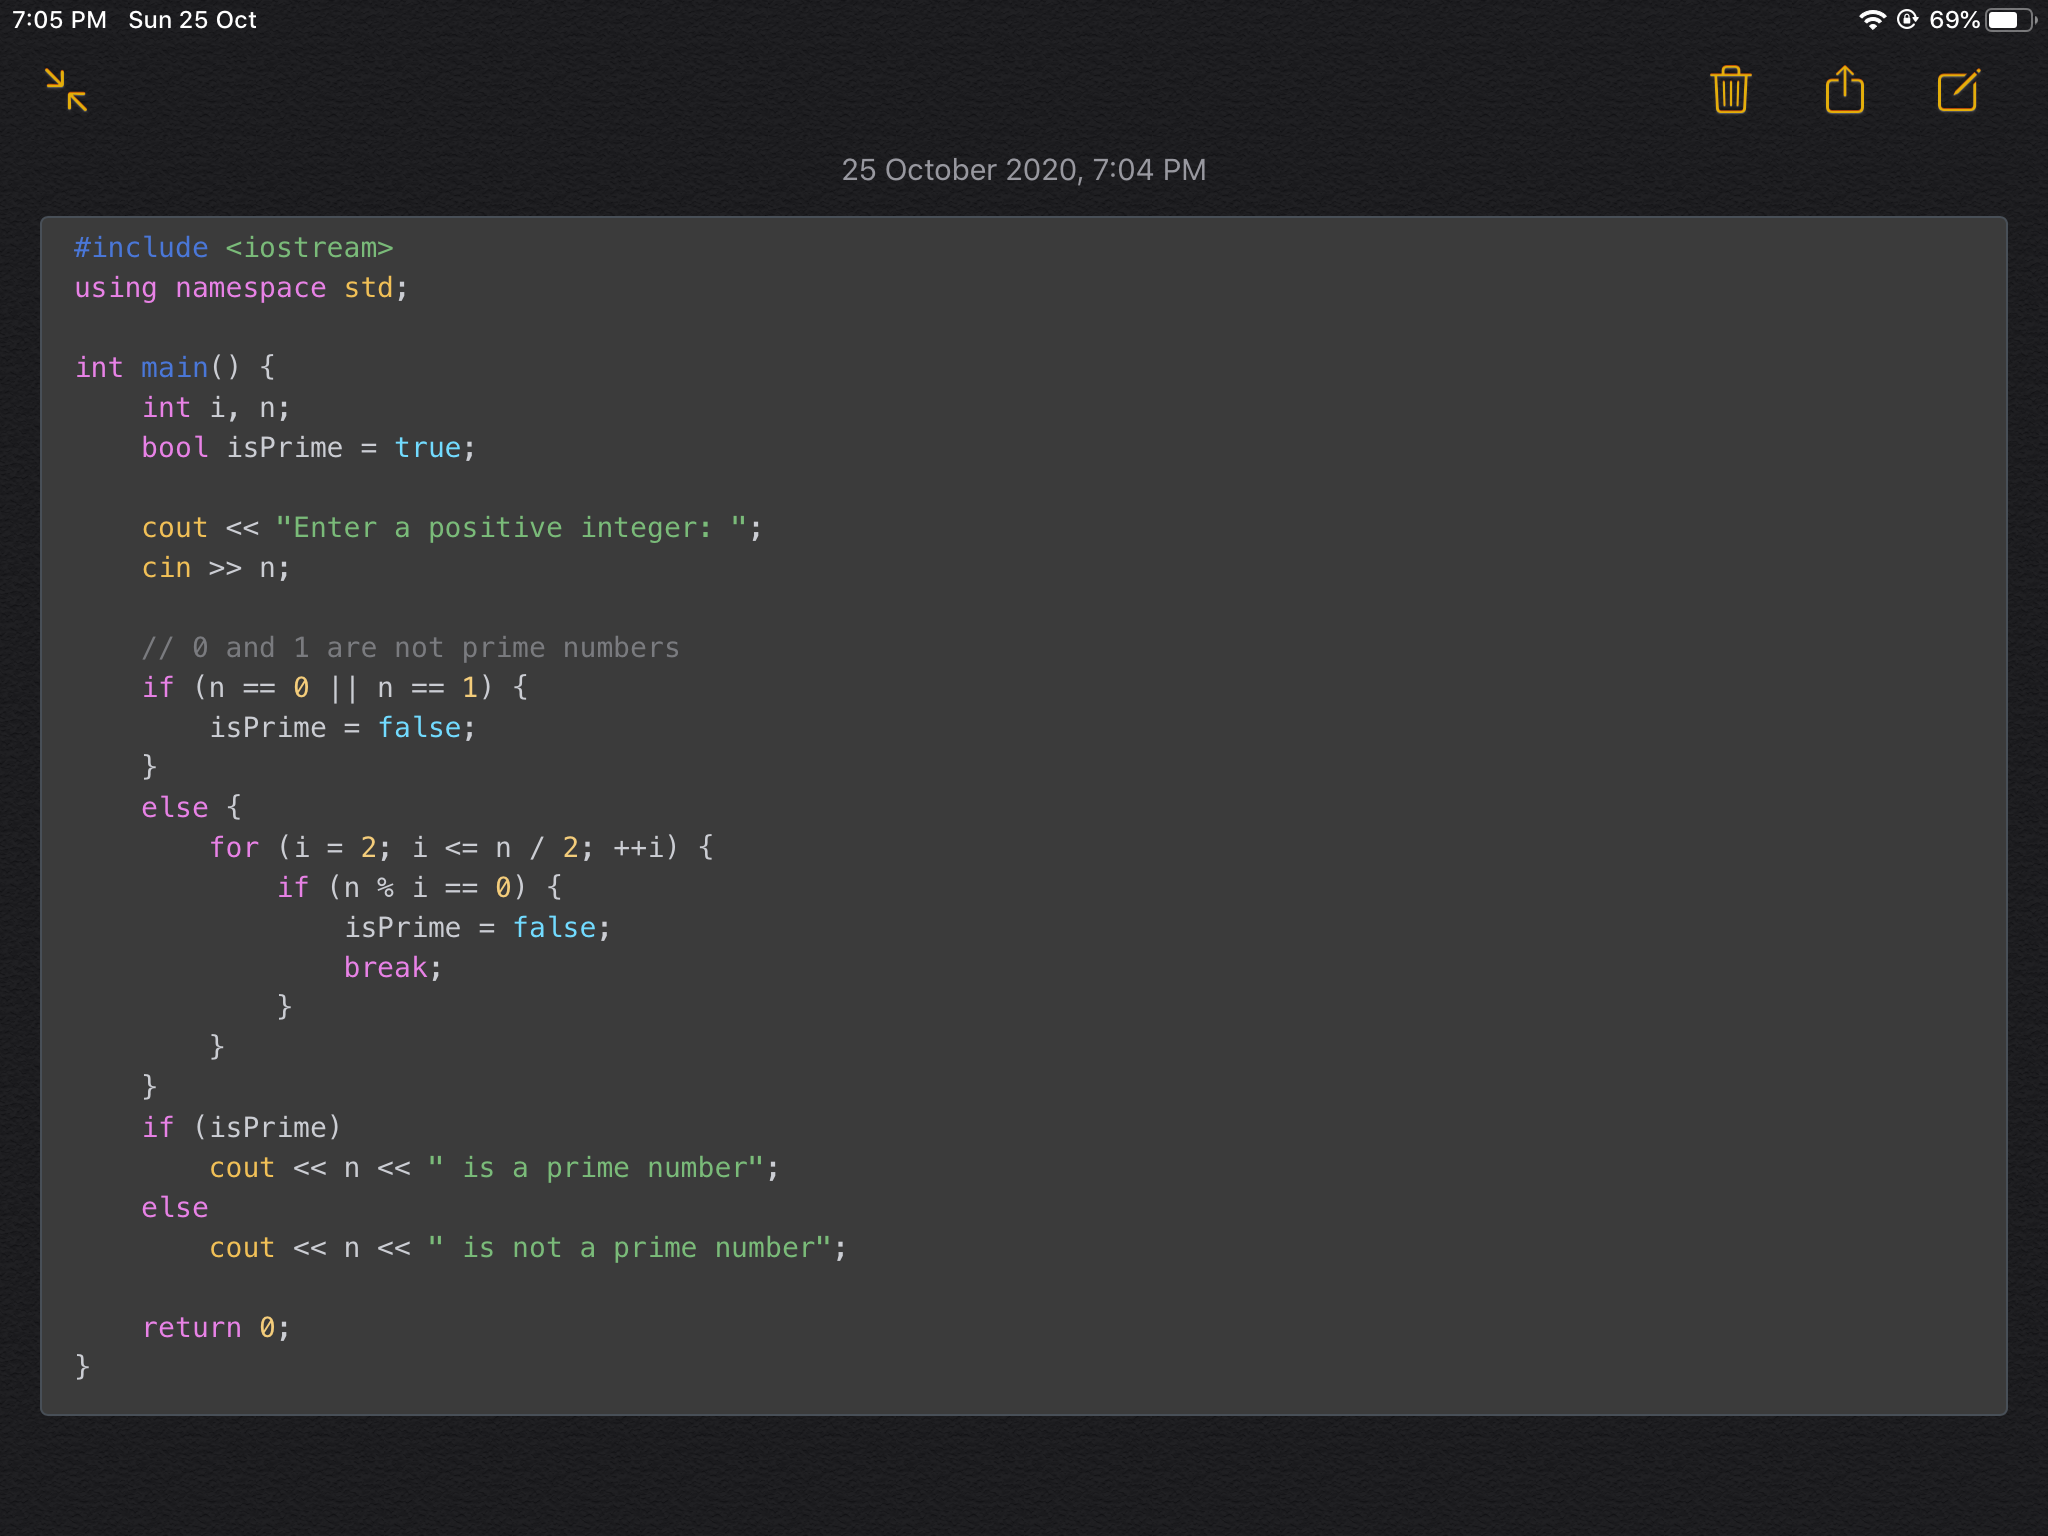 7:05 PM Sun 25 Oct 69%
25 October 2020, 7:04 PM
#include <iostream>
using namespace std;

int main() {
    int i, n;
    bool isPrime = true;

    cout << "Enter a positive integer: ";
    cin >> n;

    // 0 and 1 are not prime numbers
    if (n == 0 || n == 1) {
        isPrime = false;
    }
    else {
        for (i = 2; i <= n / 2; ++i) {
            if (n % i == 0) {
                isPrime = false;
                break;
            }
        }
    }
    if (isPrime)
        cout << n << " is a prime number";
    else
        cout << n << " is not a prime number";

    return 0;
}